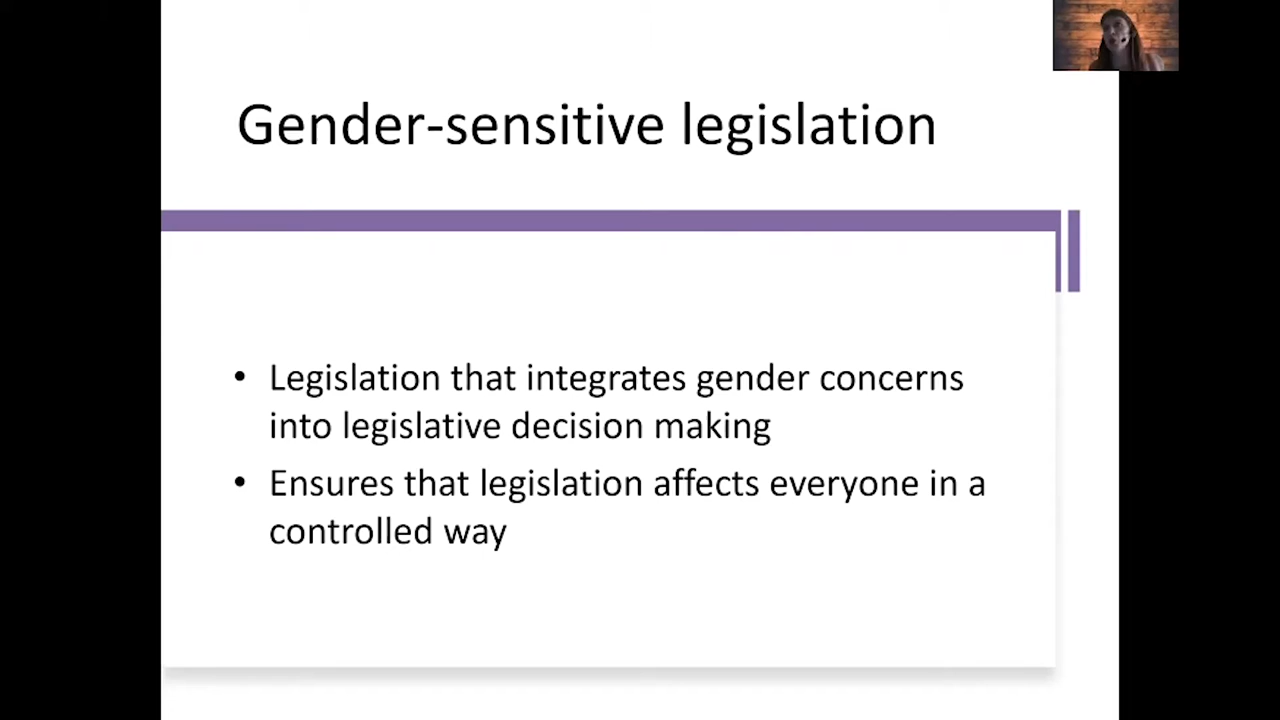 Gender-sensitive legislation
• Legislation that integrates gender concerns
into legislative decision making
• Ensures that legislation affects everyone in a
controlled way